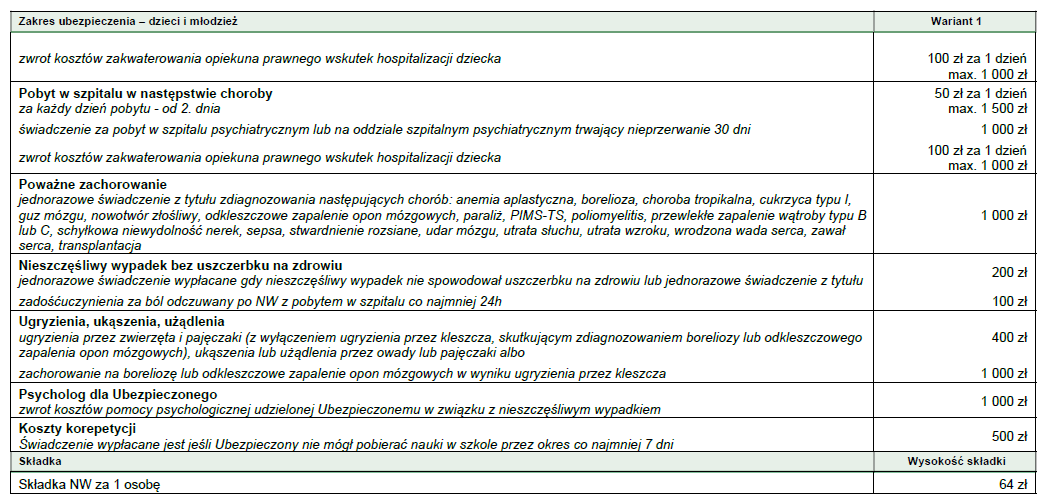 Zakres ubezpieczenia – dzieci i młodzież Wariant 1
zwrot kosztów zakwaterowania opiekuna prawnego wskutek hospitalizacji dziecka 100 zł za 1 dzień
max. 1 000 zł
Pobyt w szpitalu w następstwie choroby 50 zł za 1 dzień
za każdy dzień pobytu - od 2. dnia max. 1 500 zł
świadczenie za pobyt w szpitalu psychiatrycznym lub na oddziale szpitalnym psychiatrycznym trwający nieprzerwanie 30 dni 1 000 zł
zwrot kosztów zakwaterowania opiekuna prawnego wskutek hospitalizacji dziecka 100 zł za 1 dzień
max. 1 000 zł
Poważne zachorowanie
jednorazowe świadczenie z tytułu zdiagnozowania następujących chorób: anemia aplastyczna, borelioza, choroba tropikalna, cukrzyca typu I,
guz mózgu, nowotwór złośliwy, odkleszczowe zapalenie opon mózgowych, paraliż, PIMS-TS, poliomyelitis, przewlekłe zapalenie wątroby typu B 1 000 zł
lub C, schyłkowa niewydolność nerek, sepsa, stwardnienie rozsiane, udar mózgu, utrata słuchu, utrata wzroku, wrodzona wada serca, zawał
serca, transplantacja
Nieszczęśliwy wypadek bez uszczerbku na zdrowiu 200 zł
jednorazowe świadczenie wypłacane gdy nieszczęśliwy wypadek nie spowodował uszczerbku na zdrowiu lub jednorazowe świadczenie z tytułu
zadośćuczynienia za ból odczuwany po NW z pobytem w szpitalu co najmniej 24h 100 zł
Ugryzienia, ukąszenia, użądlenia
ugryzienia przez zwierzęta i pajęczaki (z wyłączeniem ugryzienia przez kleszcza, skutkującym zdiagnozowaniem boreliozy lub odkleszczowego 400 zł
zapalenia opon mózgowych), ukąszenia lub użądlenia przez owady lub pajęczaki albo
zachorowanie na boreliozę lub odkleszczowe zapalenie opon mózgowych w wyniku ugryzienia przez kleszcza 1 000 zł
Psycholog dla Ubezpieczonego 1 000 zł
zwrot kosztów pomocy psychologicznej udzielonej Ubezpieczonemu w związku z nieszczęśliwym wypadkiem
Koszty korepetycji 500 zł
Świadczenie wypłacane jest jeśli Ubezpieczony nie mógł pobierać nauki w szkole przez okres co najmniej 7 dni
Składka Wysokość składki
Składka NW za 1 osobę 64 zł